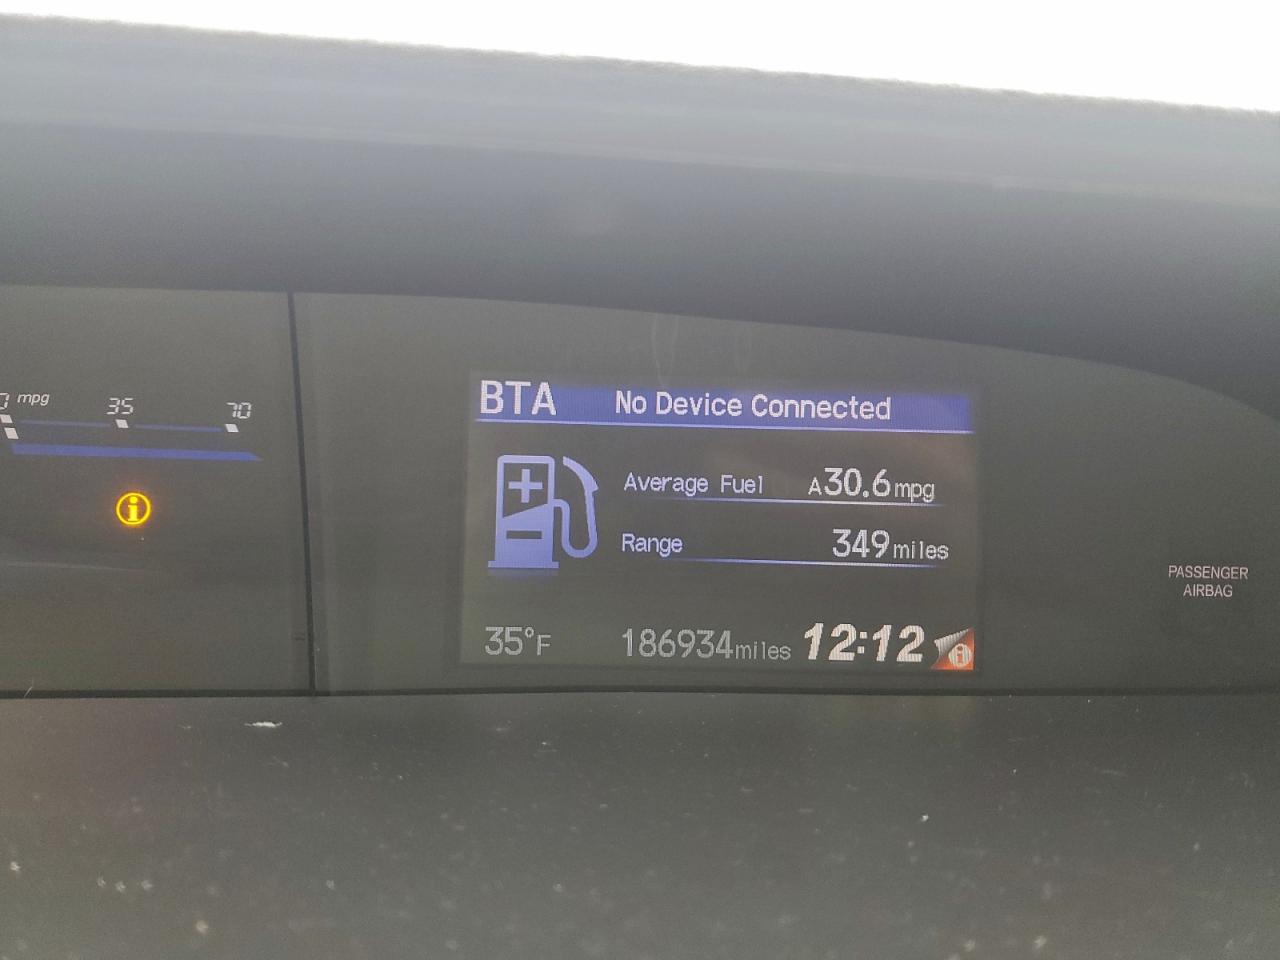 mpg 35 70
BTA No Device Connected
Average Fuel A30.6mpg
Range 349miles
35°F 186934miles 12:12
PASSENGER
AIRBAG